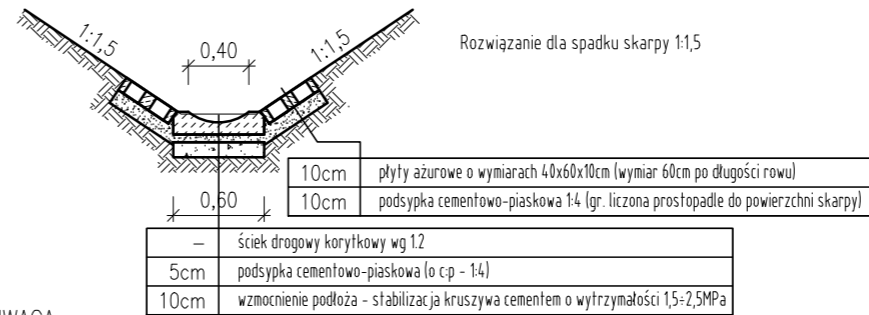 1:1,5
0,40
1:1,5
Rozwiązanie dla spadku skarpy 1:1,5
10cm płyty ażurowe o wymiarach 40x60x10cm (wymiar 60cm po długości rowu)
10cm podsypka cementowo-piaskowa 1:4 (gr. liczona prostopadle do powierzchni skarpy)
0,60
– ściek drogowy korytkowy wg 1.2
5cm podsypka cementowo-piaskowa (o c:p - 1:4)
10cm wzmocnienie podłoża - stabilizacja kruszywa cementem o wytrzymałości 1,5÷2,5MPa